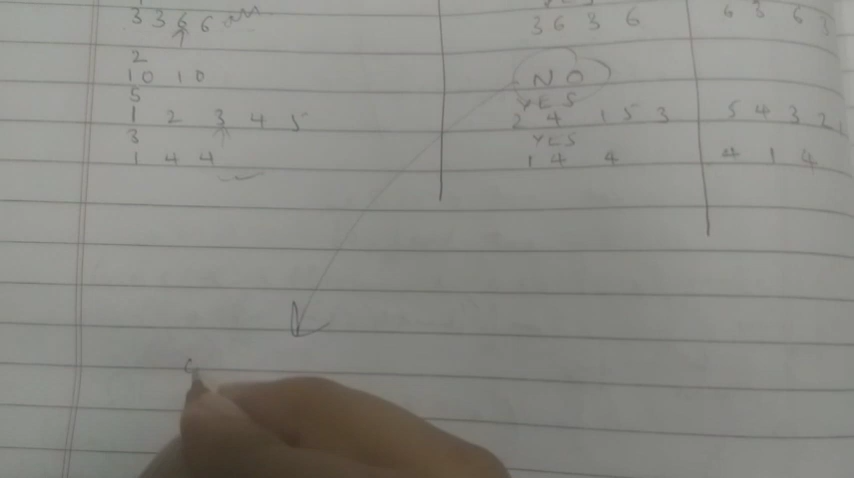 3 3 6 6 3 6 3 6 6 3 6 3
2
10 10 NO
5 YES
1 2 3 4 5 2 4 1 5 3 5 4 3 2
3 YES
1 4 4 1 4 4 4 1 4